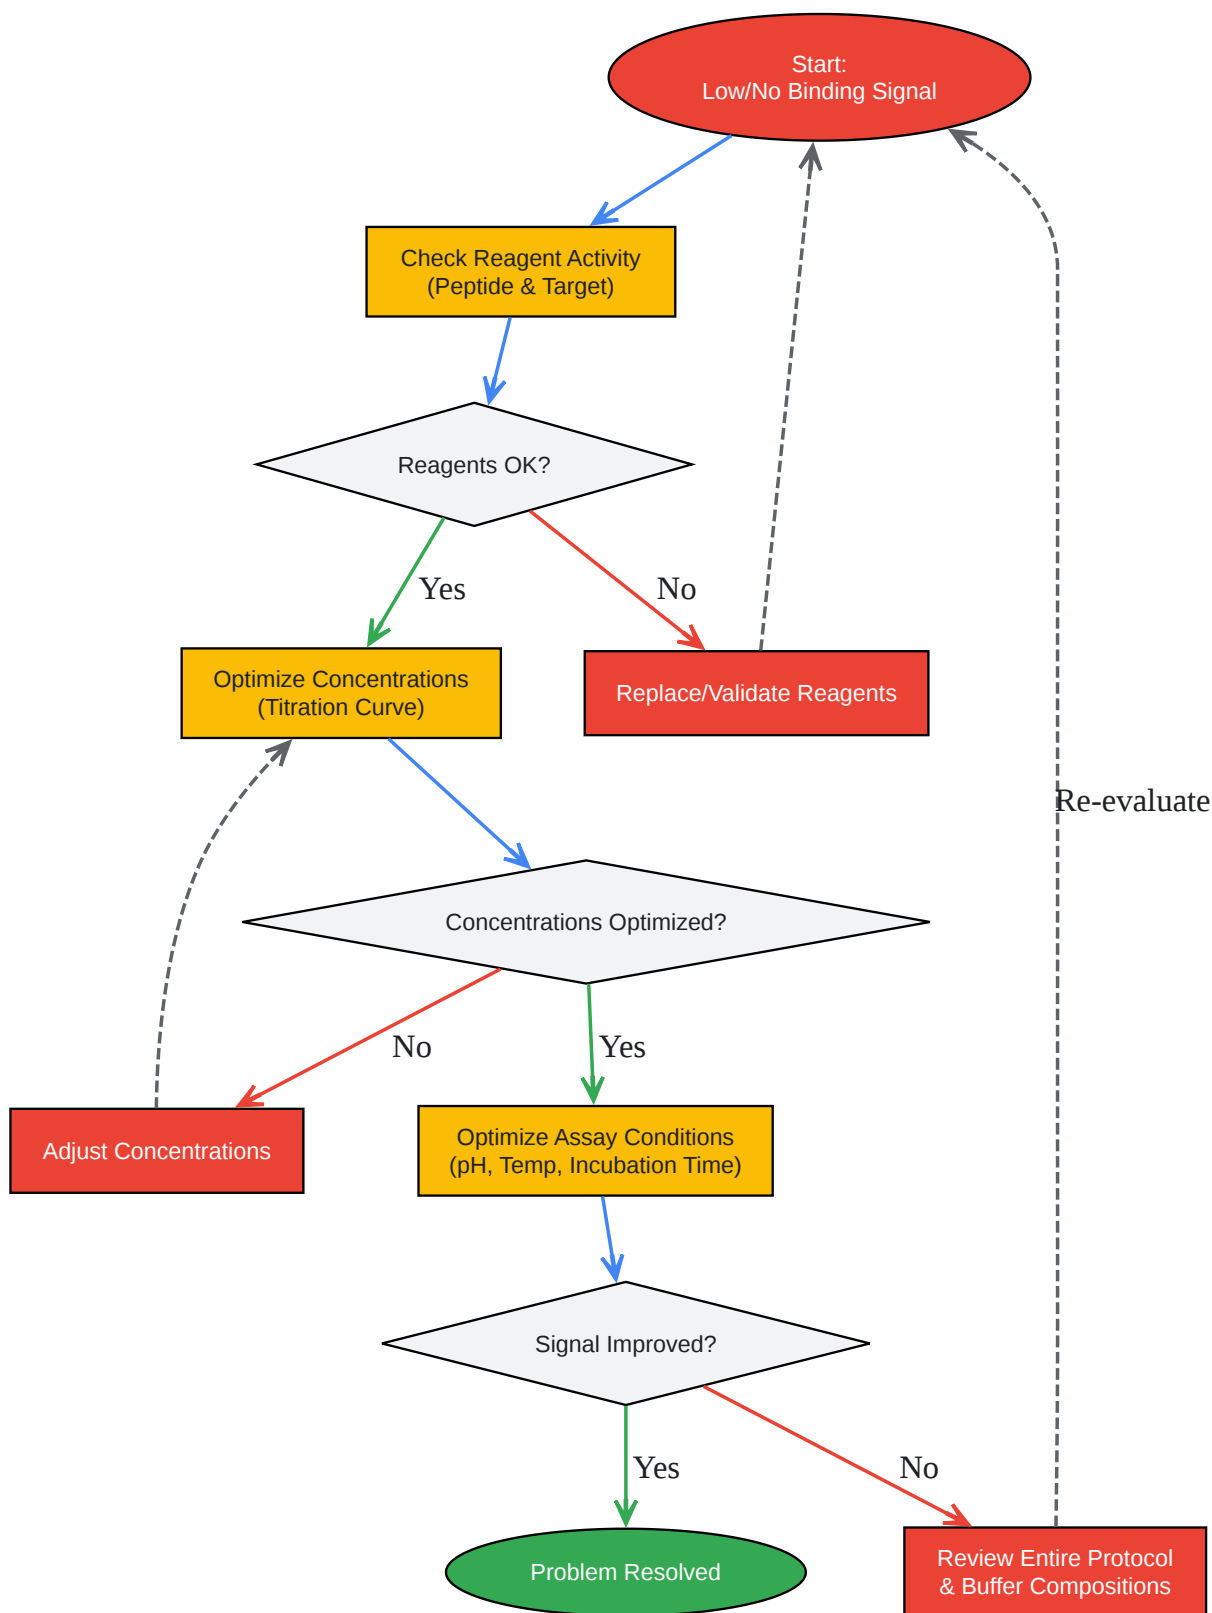 Start:
Low/No Binding Signal
Check Reagent Activity
(Peptide & Target)
Reagents OK?
Yes
No
Optimize Concentrations
(Titration Curve)
Replace/Validate Reagents
Re-evaluate
Concentrations Optimized?
No
Yes
Adjust Concentrations
Optimize Assay Conditions
(pH, Temp, Incubation Time)
Signal Improved?
Yes
No
Problem Resolved
Review Entire Protocol
& Buffer Compositions